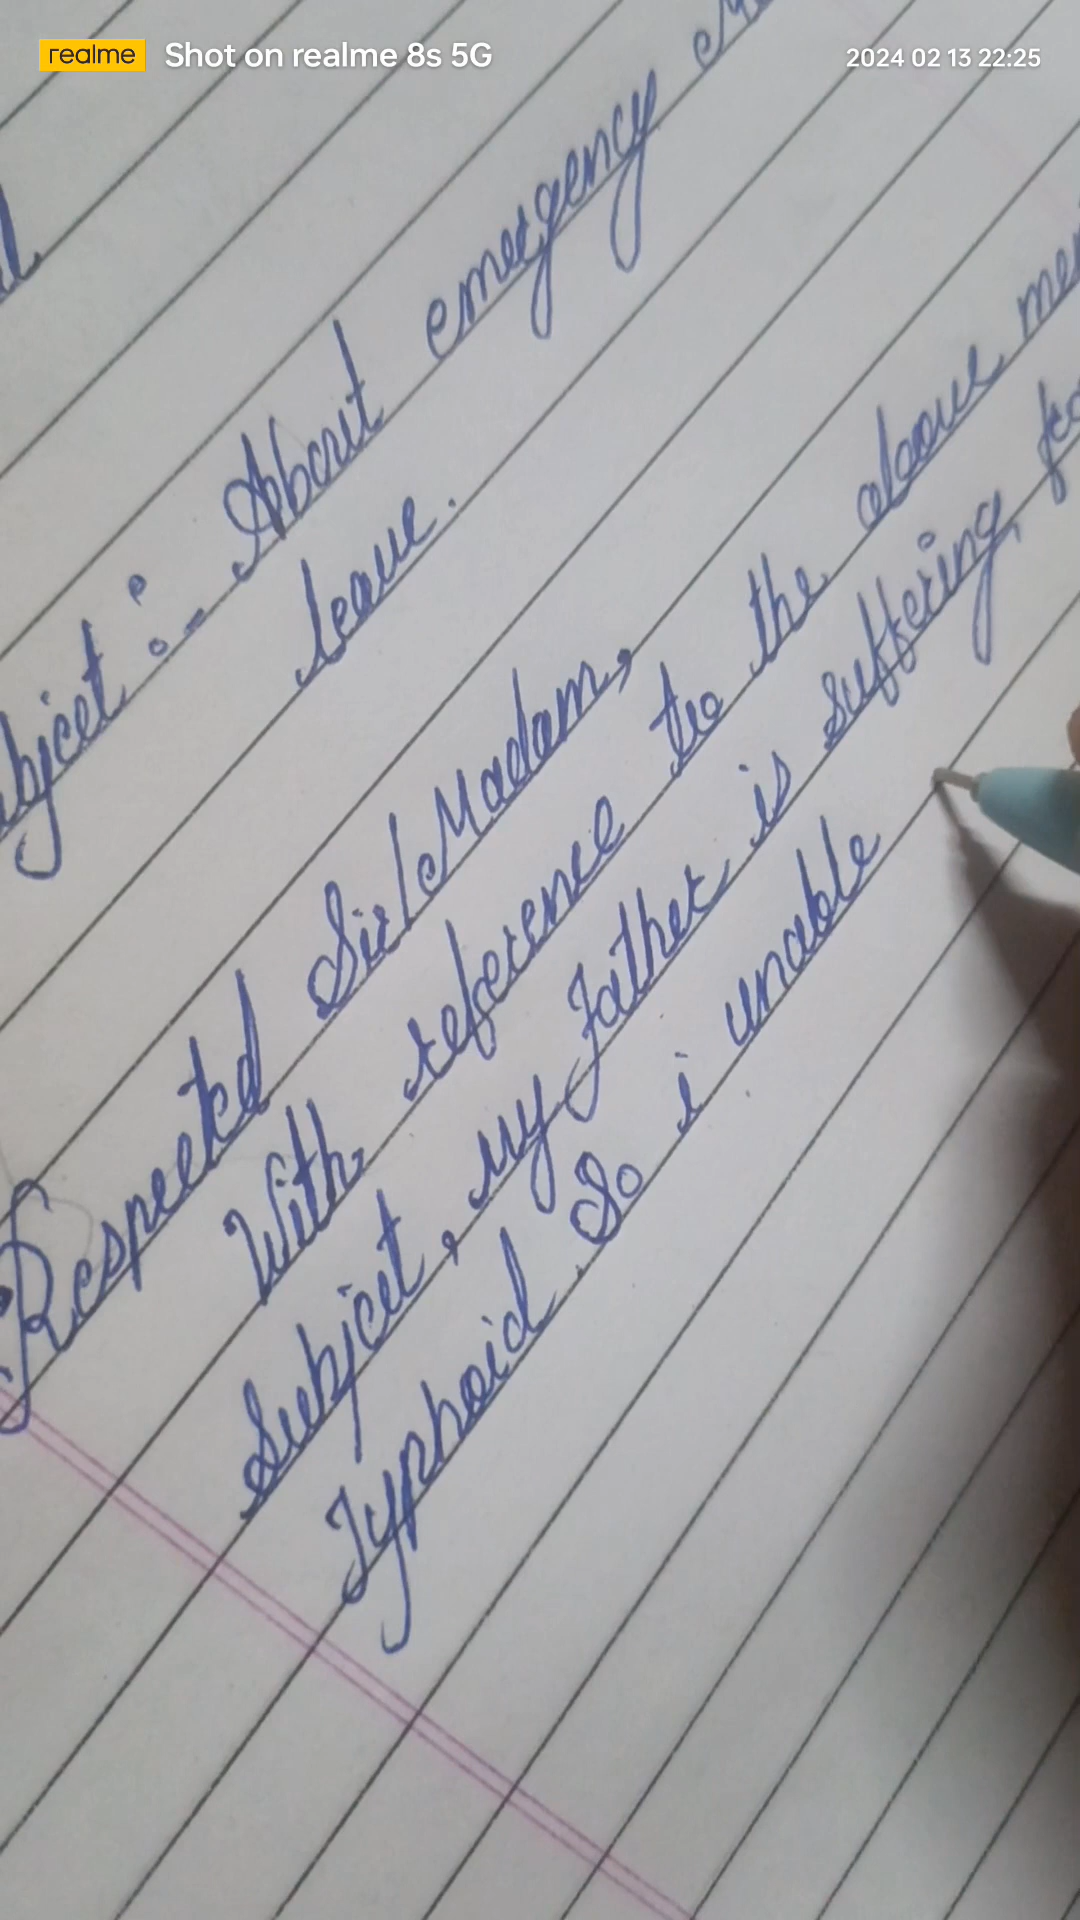 realme Shot on realme 8s 5G
2024 02 13 22:25
Subject :- About emergency
leave.
Respected Sir/Madam,
With reference to the above
Subject, my Father is suffering
Typhoid. So i unable